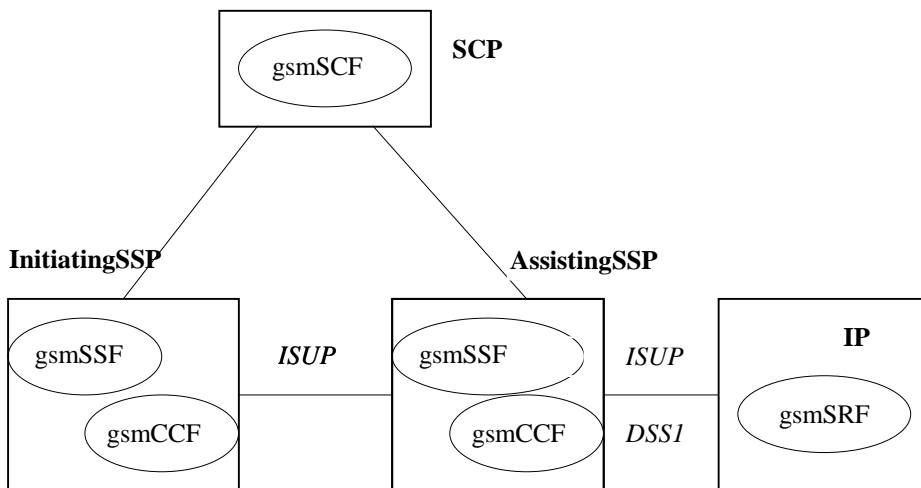 SCP
gsmSCF
InitiatingSSP
AssistingSSP
gsmSSF
ISUP
gsmSSF
ISUP
IP
gsmCCF
gsmCCF
DSS1
gsmSRF